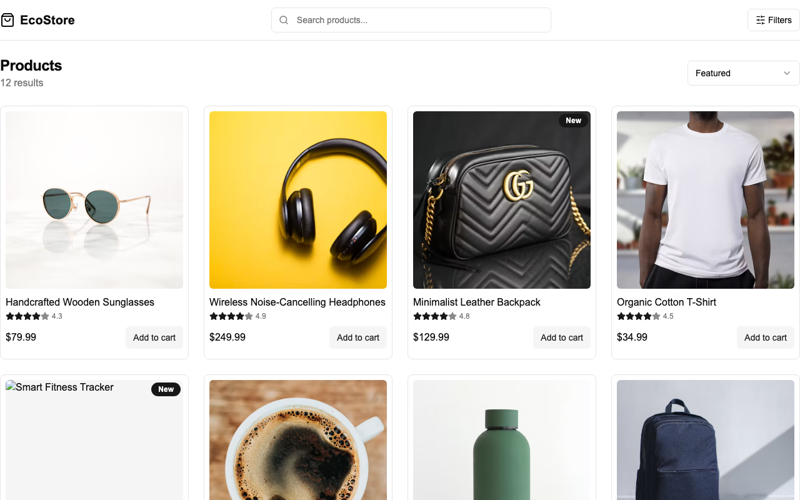 EcoStore
Search products...
Filters
Products
12 results
Featured
New
Handcrafted Wooden Sunglasses
4.3
$79.99
Add to cart
Wireless Noise-Cancelling Headphones
4.9
$249.99
Add to cart
Minimalist Leather Backpack
4.8
$129.99
Add to cart
Organic Cotton T-Shirt
4.5
$34.99
Add to cart
Smart Fitness Tracker
New